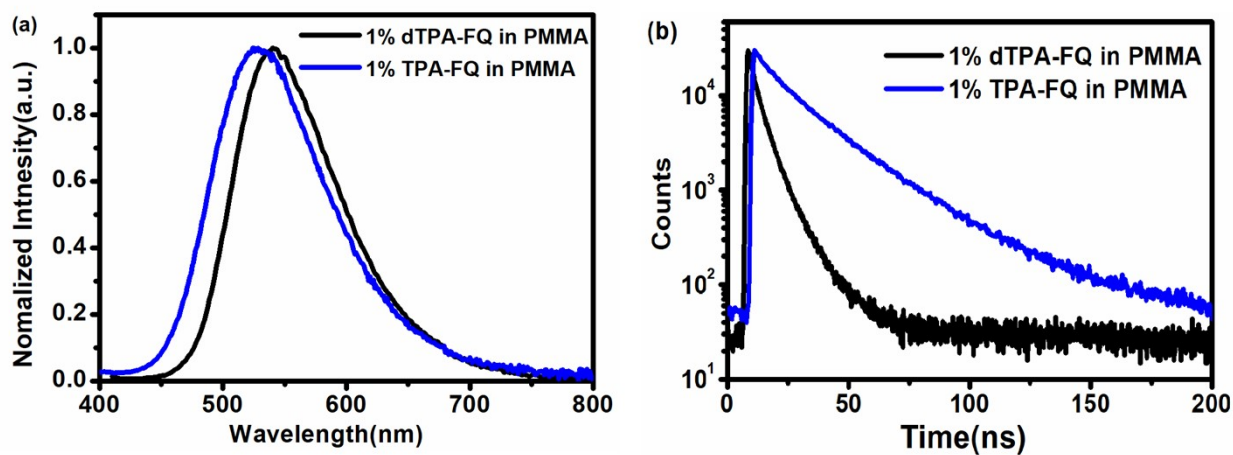 (a)
1% dTPA-FQ in PMMA
1% TPA-FQ in PMMA
Nomalized Intnesity(a.u.)
1.0
0.8
0.6
0.4
0.2
0.0
400 500 600 700 800
Wavelength(nm)
(b)
1% dTPA-FQ in PMMA
1% TPA-FQ in PMMA
Counts
10^4
10^3
10^2
10^1
0 50 100 150 200
Time(ns)